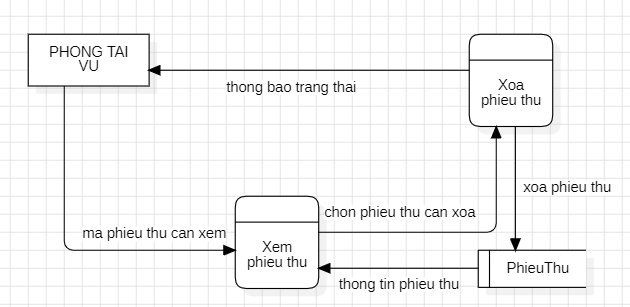 PHONG TAI
VU
thong bao trang thai
Xoa
phieu thu
xoa phieu thu
ma phieu thu can xem
Xem
phieu thu
chon phieu thu can xoa
thong tin phieu thu
PhieuThu